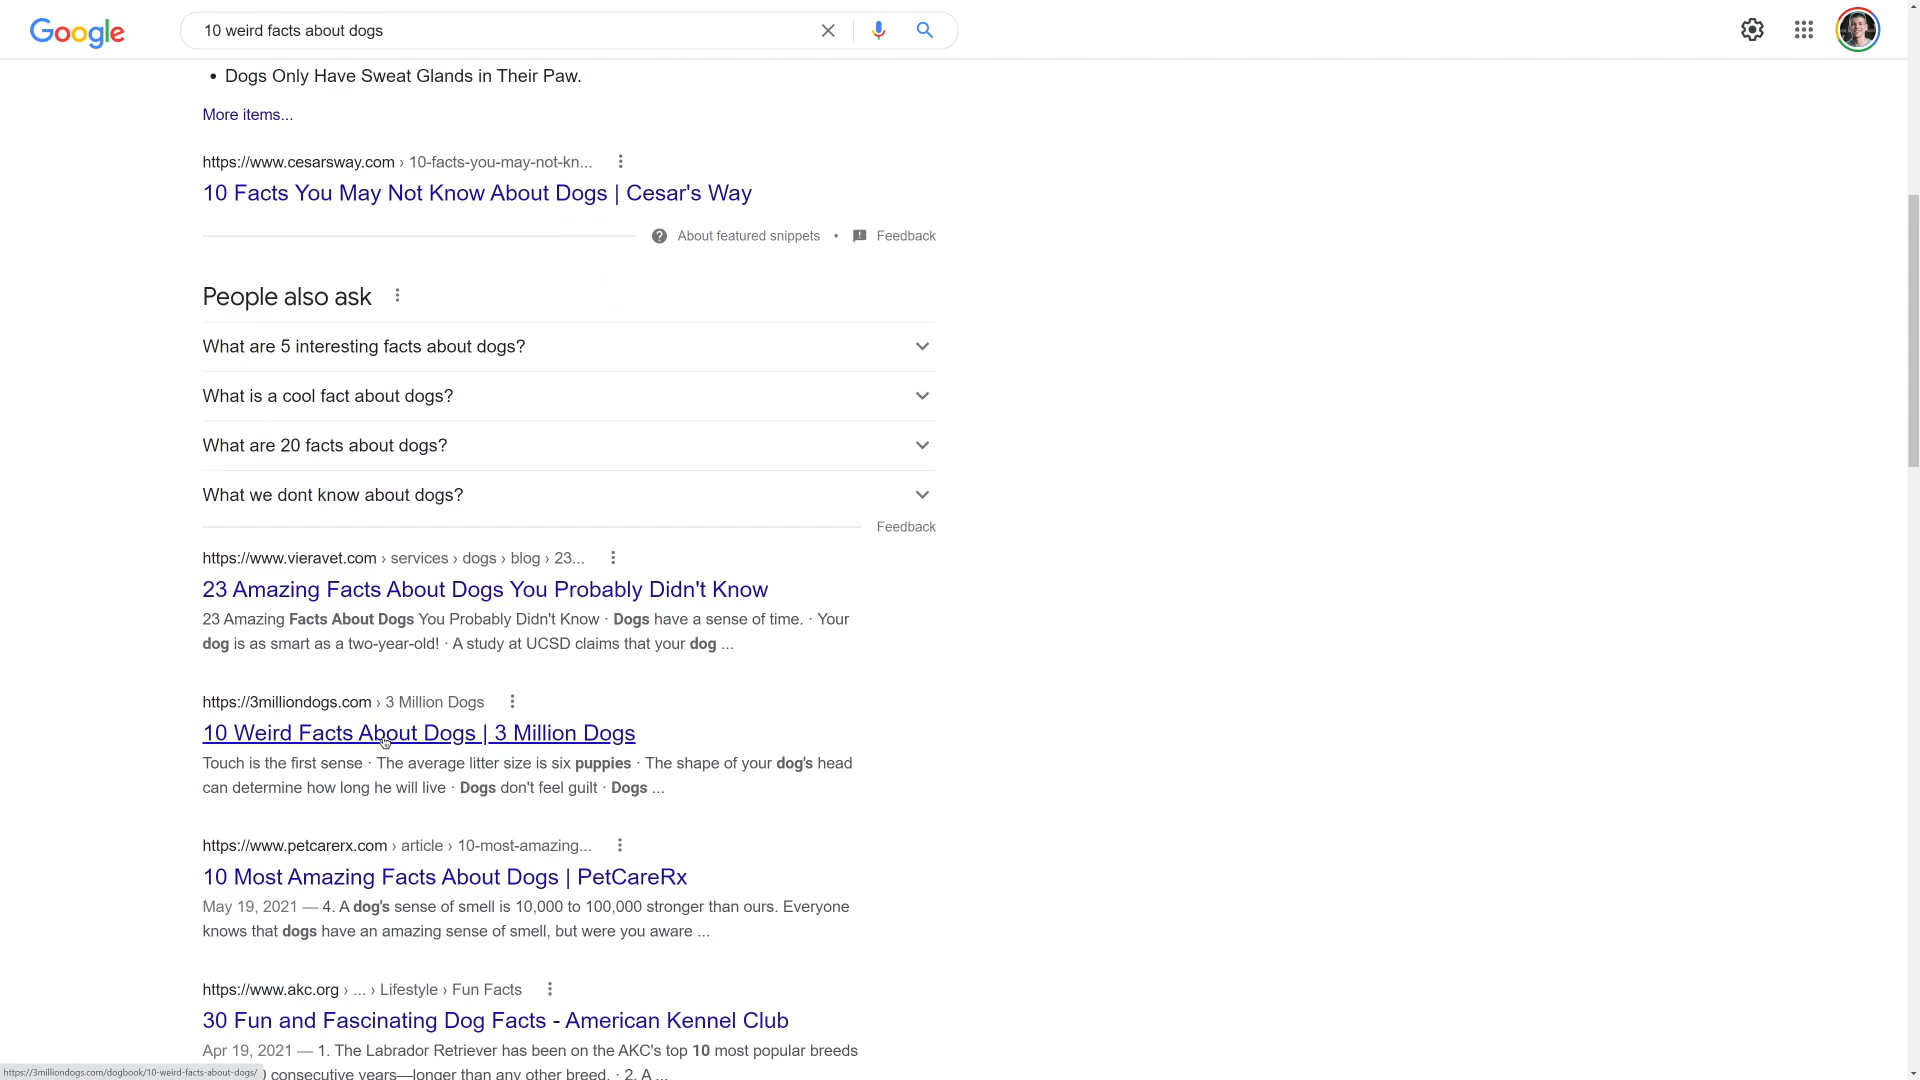 Google
10 weird facts about dogs
• Dogs Only Have Sweat Glands in Their Paw.
More items...
https://www.cesarsway.com › 10-facts-you-may-not-kn...
10 Facts You May Not Know About Dogs | Cesar's Way
About featured snippets • Feedback
People also ask
What are 5 interesting facts about dogs?
What is a cool fact about dogs?
What are 20 facts about dogs?
What we dont know about dogs?
Feedback
https://www.vieravet.com › services › dogs › blog › 23...
23 Amazing Facts About Dogs You Probably Didn't Know
23 Amazing Facts About Dogs You Probably Didn't Know · Dogs have a sense of time. · Your
dog is as smart as a two-year-old! · A study at UCSD claims that your dog ...
https://3milliondogs.com › 3 Million Dogs
10 Weird Facts About Dogs | 3 Million Dogs
Touch is the first sense · The average litter size is six puppies · The shape of your dog's head
can determine how long he will live · Dogs don't feel guilt · Dogs ...
https://www.petcarerx.com › article › 10-most-amazing...
10 Most Amazing Facts About Dogs | PetCareRx
May 19, 2021 — 4. A dog's sense of smell is 10,000 to 100,000 stronger than ours. Everyone
knows that dogs have an amazing sense of smell, but were you aware ...
https://www.akc.org › ... › Lifestyle › Fun Facts
30 Fun and Fascinating Dog Facts - American Kennel Club
Apr 19, 2021 — 1. The Labrador Retriever has been on the AKC's top 10 most popular breeds
consecutive years—longer than any other breed. · 2. A ...
https://3milliondogs.com/dogbook/10-weird-facts-about-dogs/